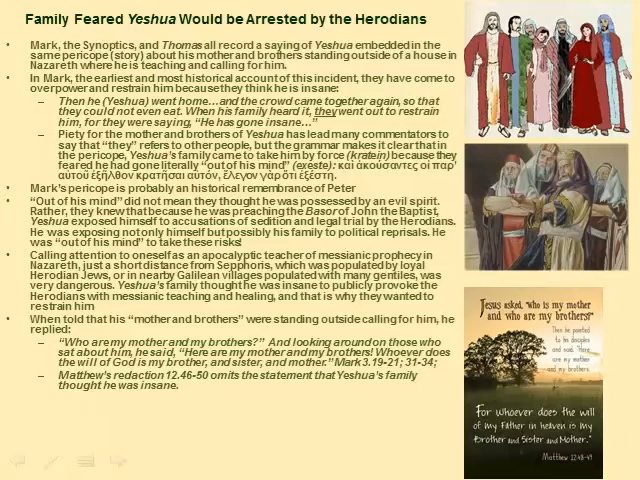 Family Feared Yeshua Would be Arrested by the Herodians
• Mark, the Synoptics, and Thomas all record a saying of Yeshua embedded in the
same pericope (story) about his mother and brothers standing outside of a house in
Nazareth where he is teaching and calling for him.
• In Mark, the earliest and most historical account of this incident, they have come to
overpower and restrain him because they think he is insane:
– Then he (Yeshua) went home…and the crowd came together again, so that
they could not even eat. When his family heard it, they went out to restrain
him, for they were saying, “He has gone insane…”
– Piety for the mother and brothers of Yeshua has lead many commentators to
say that “they” refers to other people, but the grammar makes it clear that in
the pericope, Yeshua’s family came to take him by force (kratein) because they
feared he had gone literally “out of his mind” (exeste): καὶ ἀκούσαντες οἱ παρ’
αὐτοῦ ἐξῆλθον κρατῆσαι αυτόν, ἔλεγον γὰρ ὅτι ἐξέστη.
• Mark’s pericope is probably an historical remembrance of Peter
• “Out of his mind” did not mean they thought he was possessed by an evil spirit.
Rather, they knew that because he was preaching the Basor of John the Baptist,
Yeshua exposed himself to accusations of sedition and legal trial by the Herodians.
He was exposing not only himself but possibly his family to political reprisals. He
was “out of his mind” to take these risks!
• Calling attention to oneself as an apocalyptic teacher of messianic prophecy in
Nazareth, just a short distance from Sepphoris, which was populated by loyal
Herodian Jews, or in nearby Galilean villages populated with many gentiles, was
very dangerous. Yeshua’s family thought he was insane to publicly provoke the
Herodians with messianic teaching and healing, and that is why they wanted to
restrain him
• When told that his “mother and brothers” were standing outside calling for him, he
replied:
– “Who are my mother and my brothers?” And looking around on those who
sat about him, he said, “Here are my mother and my brothers! Whoever does
the will of God is my brother, and sister, and mother.” Mark 3.19-21; 31-34;
– Matthew’s redaction 12.46-50 omits the statement that Yeshua’s family
thought he was insane.
Jesus asked, “Who is my mother
and who are my brothers?”
Then he pointed
to his disciples
and said, “Here
are my mother
and my brothers.
For whoever does the will
of my Father in heaven is my
Brother and Sister and Mother.”
Matthew 12:48-49